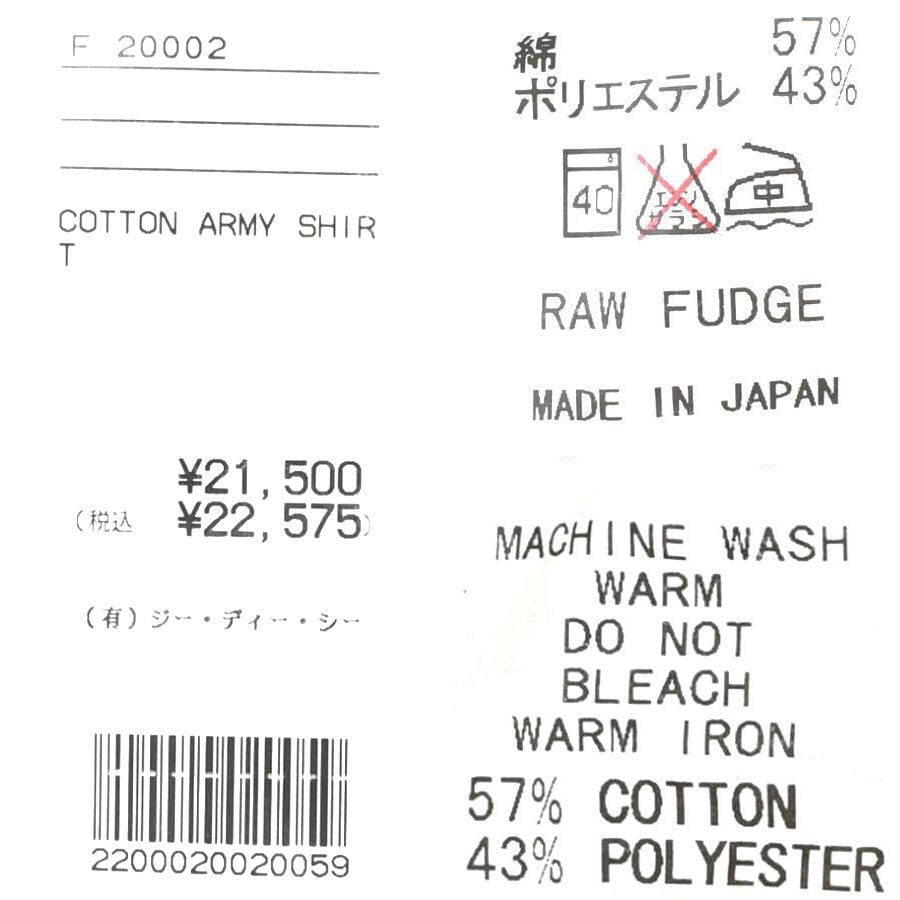 F 20002
COTTON ARMY SHIR
T
¥21,500
(税込 ¥22,575)
(有)ジー・ディー・シー
2200020020059
綿 57%
ポリエステル 43%
40
エンソ
サラシ
中
RAW FUDGE
MADE IN JAPAN
MACHINE WASH
WARM
DO NOT
BLEACH
WARM IRON
57% COTTON
43% POLYESTER